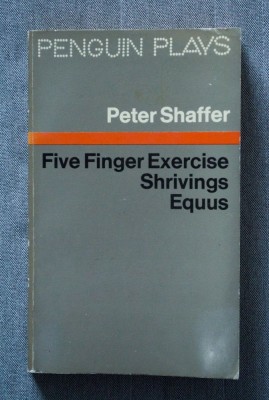 PENGUIN PLAYS
Peter Shaffer
Five Finger Exercise
Shrivings
Equus